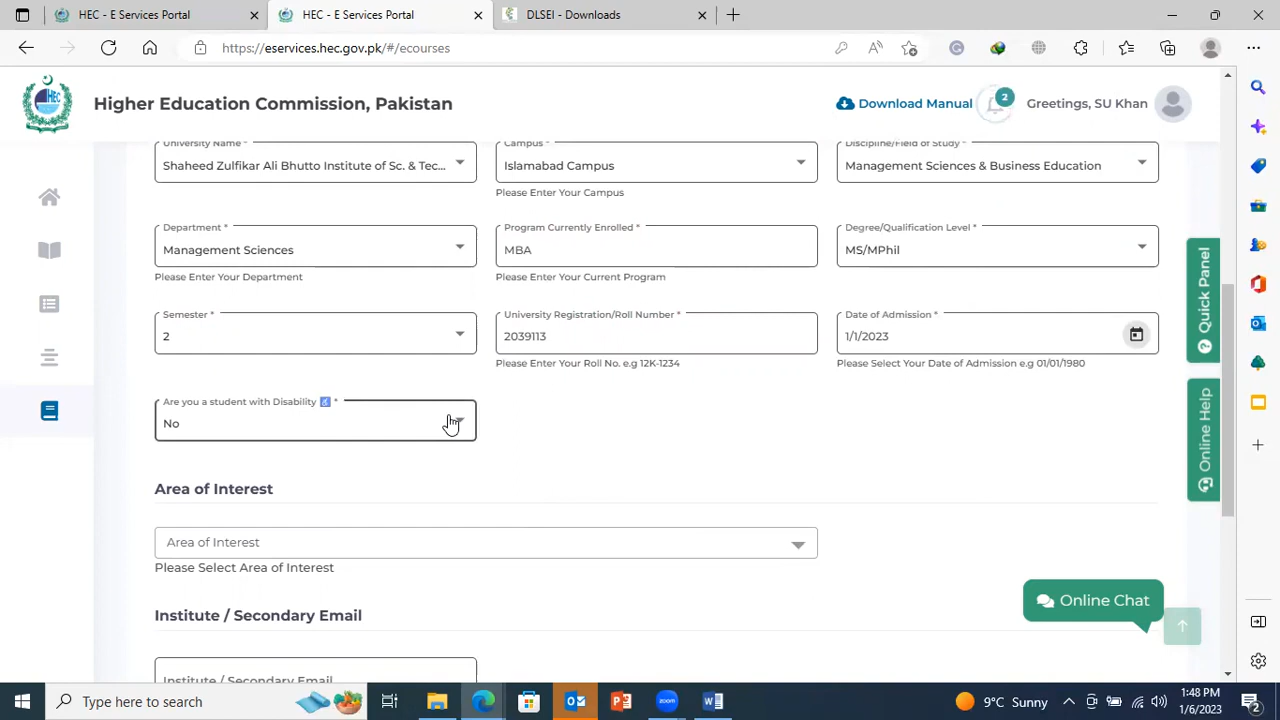 HEC - E Services Portal
HEC - E Services Portal
DLSEI - Downloads
https://eservices.hec.gov.pk/#/ecourses
HEC
Higher Education Commission, Pakistan
Download Manual
2
Greetings, SU Khan
University Name *
Campus *
Discipline/Field of Study *
Shaheed Zulfikar Ali Bhutto Institute of Sc. & Tec...
Islamabad Campus
Management Sciences & Business Education
Please Enter Your Campus
Department *
Program Currently Enrolled *
Degree/Qualification Level *
Management Sciences
MBA
MS/MPhil
Please Enter Your Department
Please Enter Your Current Program
Semester *
University Registration/Roll Number *
Date of Admission *
2
2039113
1/1/2023
Please Enter Your Roll No. e.g 12K-1234
Please Select Your Date of Admission e.g 01/01/1980
Are you a student with Disability ♿ *
No
Area of Interest
Area of Interest
Please Select Area of Interest
Institute / Secondary Email
Institute / Secondary Email
Quick Panel
Online Help
Online Chat
Type here to search
zoom
9°C Sunny
1:48 PM
1/6/2023
2